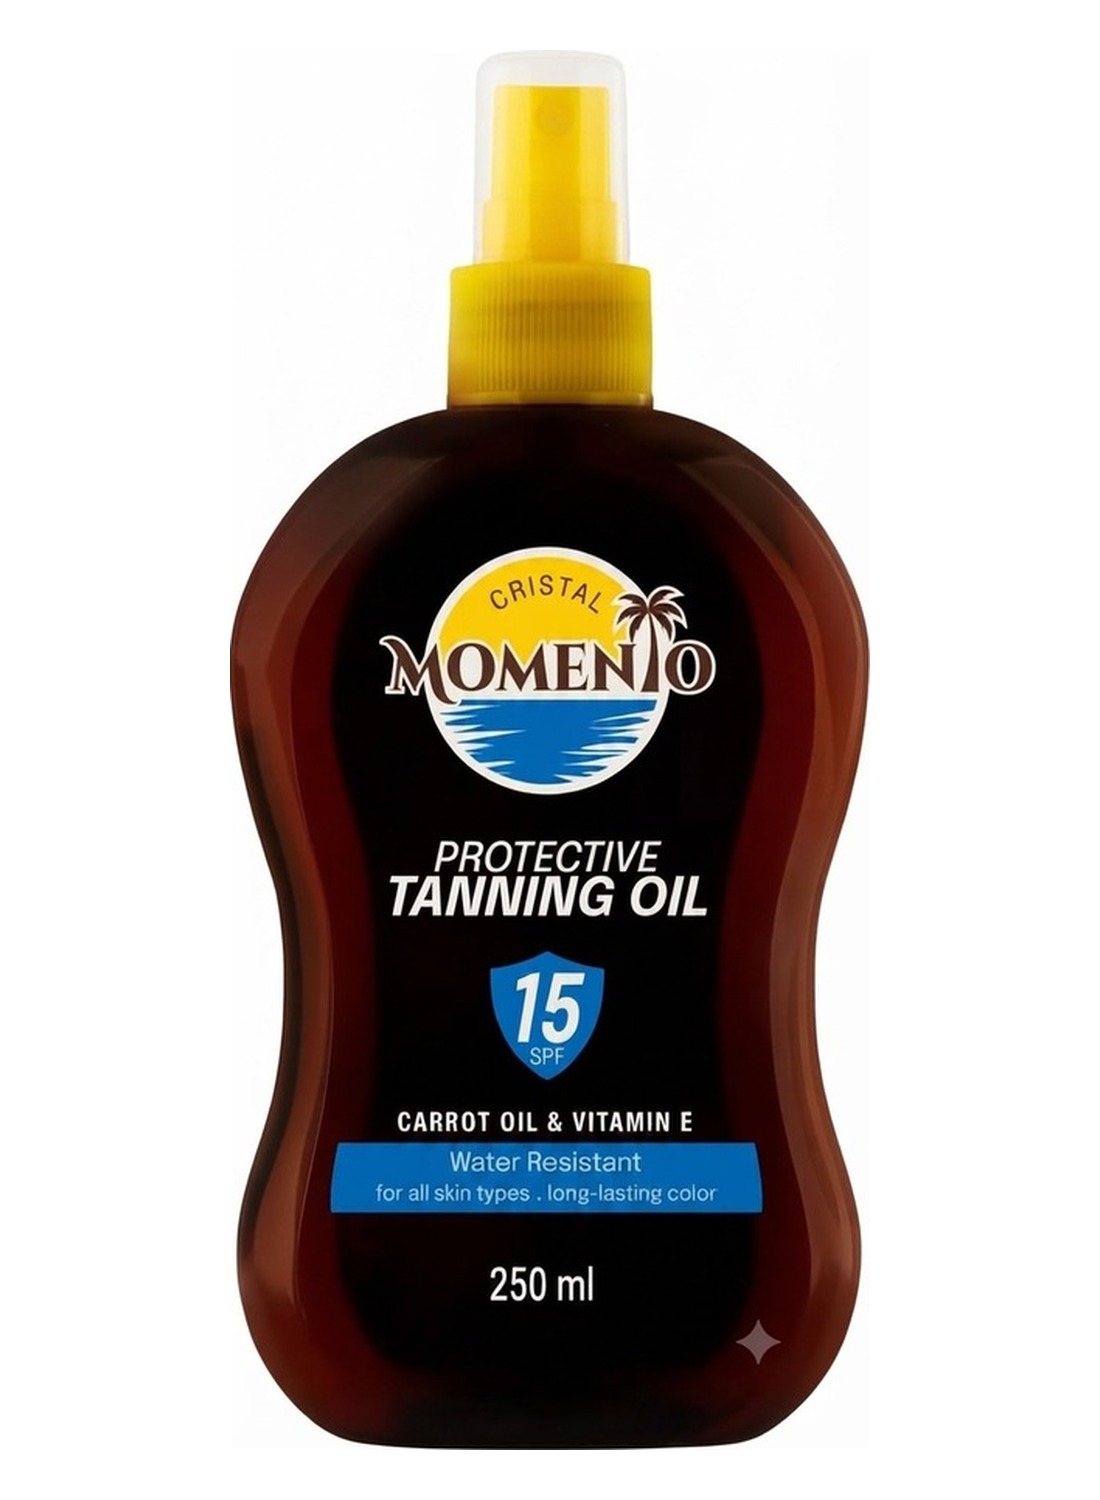 CRISTAL
MOMENTO
PROTECTIVE
TANNING OIL
15
SPF
CARROT OIL & VITAMIN E
Water Resistant
for all skin types . long-lasting color
250 ml